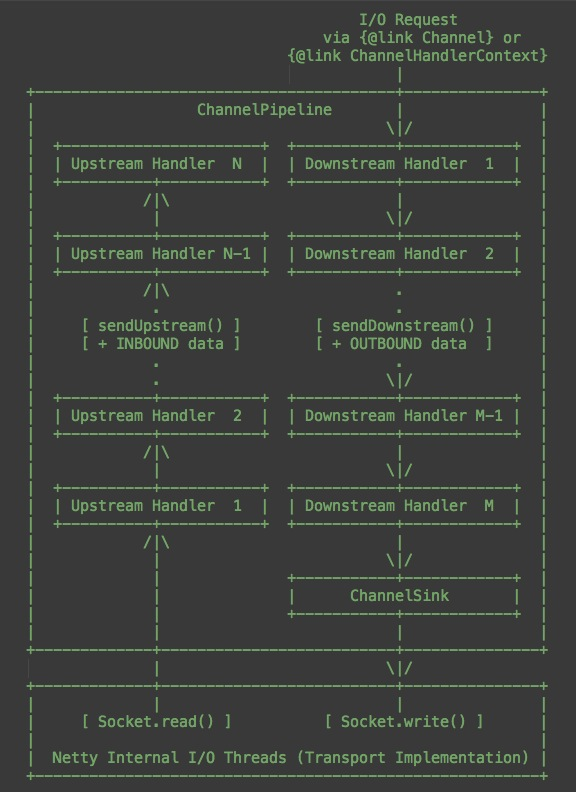 I/O Request
via {@link Channel} or
{@link ChannelHandlerContext}
ChannelPipeline
Upstream Handler  N    Downstream Handler  1
Upstream Handler N-1    Downstream Handler  2
[ sendUpstream() ]    [ sendDownstream() ]
[ + INBOUND data ]    [ + OUTBOUND data  ]
Upstream Handler  2    Downstream Handler M-1
Upstream Handler  1    Downstream Handler  M
ChannelSink
[ Socket.read() ]    [ Socket.write() ]
Netty Internal I/O Threads (Transport Implementation)